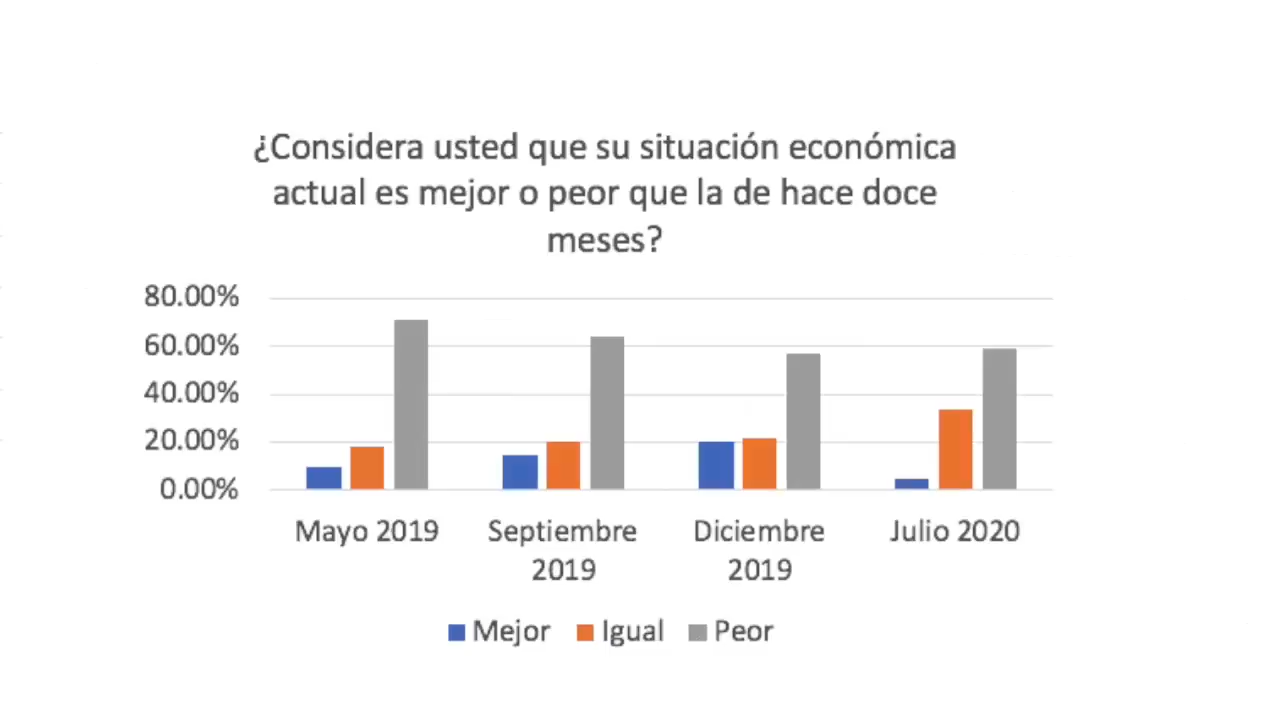 ¿Considera usted que su situación económica
actual es mejor o peor que la de hace doce
meses?
80.00%
60.00%
40.00%
20.00%
0.00%
Mayo 2019
Septiembre
2019
Diciembre
2019
Julio 2020
Mejor
Igual
Peor